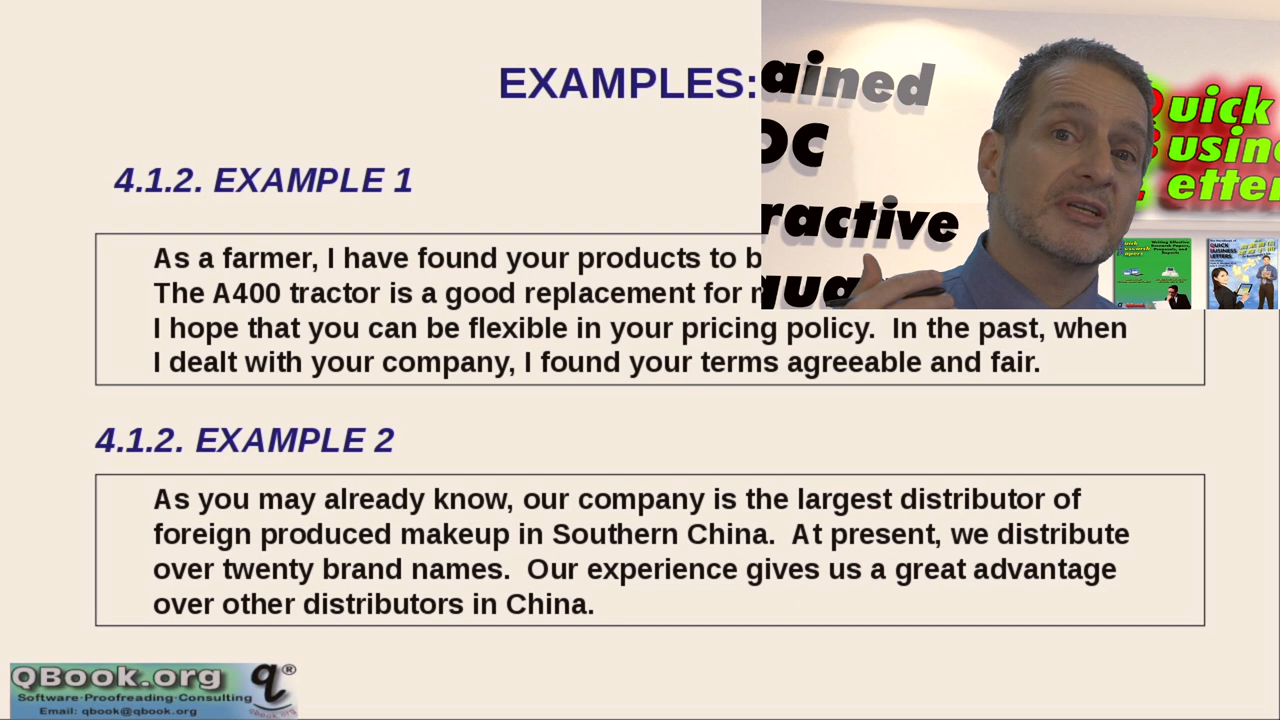 EXAMPLES:
ained
OC
ractive
qua
uick
usine
etter
4.1.2. EXAMPLE 1
As a farmer, I have found your products to b
The A400 tractor is a good replacement for
I hope that you can be flexible in your pricing policy.  In the past, when
I dealt with your company, I found your terms agreeable and fair.
4.1.2. EXAMPLE 2
As you may already know, our company is the largest distributor of
foreign produced makeup in Southern China.  At present, we distribute
over twenty brand names.  Our experience gives us a great advantage
over other distributors in China.
QBook.org
q®
Software·Proofreading·Consulting
Email: qbook@qbook.org